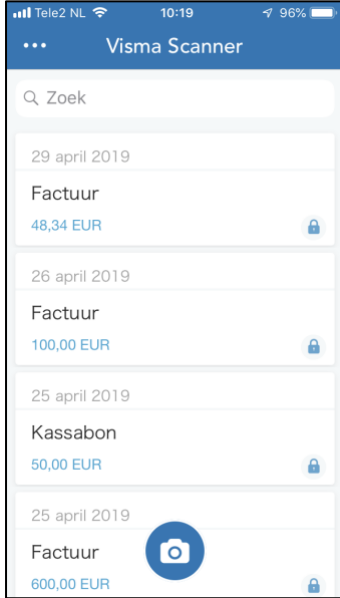 Tele2 NL 10:19 96%
Visma Scanner
Zoek
29 april 2019
Factuur
48,34 EUR
26 april 2019
Factuur
100,00 EUR
25 april 2019
Kassabon
50,00 EUR
25 april 2019
Factuur
600,00 EUR